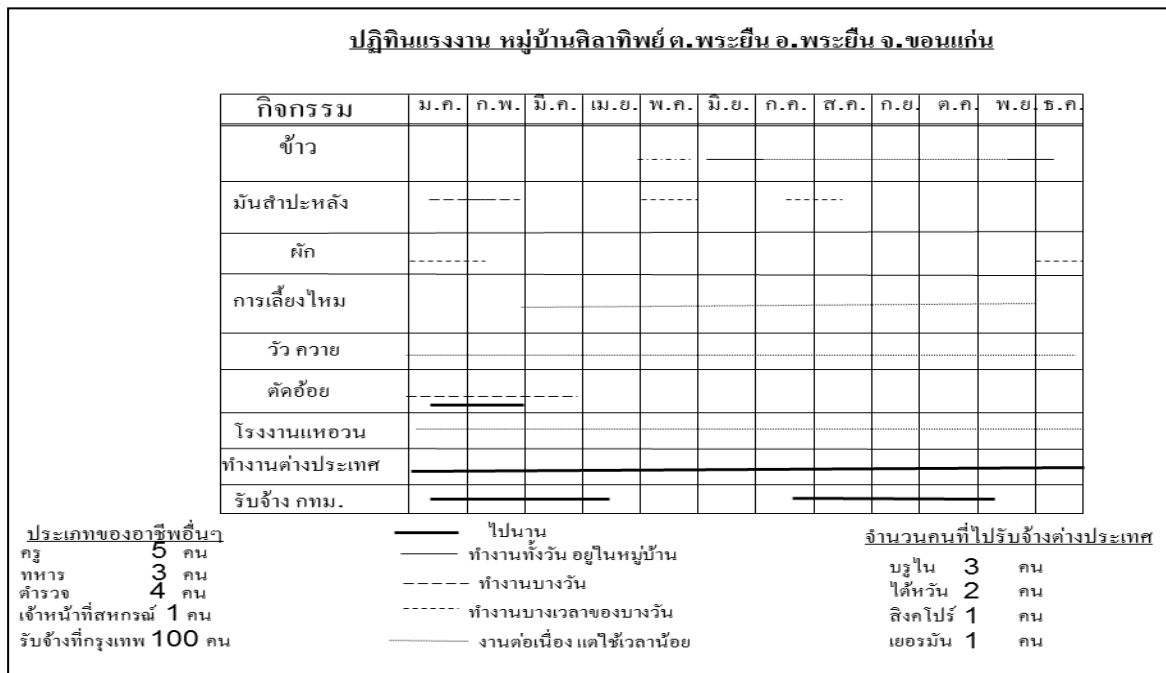 ปฏิทินแรงงาน หมู่บ้านศิลาทิพย์ ต.พระยืน อ.พระยืน จ.ขอนแก่น
กิจกรรม ม.ค. ก.พ. มี.ค เม.ย. พ.ค. มิ.ย. ก.ค. ส.ค. ก.ย. ต.ค พ.ย. ธ.ค.
ข้าว
มันสำปะหลัง
ผัก
การเลี้ยงไหม
วัว ควาย
ตัดอ้อย
โรงงานแหอวน
ทำงานต่างประเทศ
รับจ้าง กทม.
ประเภทของอาชีพอื่นๆ
ครู 5 คน
ทหาร 3 คน
ตำรวจ 4 คน
เจ้าหน้าที่สหกรณ์ 1 คน
รับจ้างที่กรุงเทพ 100 คน
ไปนาน
ทำงานทั้งวัน อยู่ในหมู่บ้าน
ทำงานบางวัน
ทำงานบางเวลาของบางวัน
งานต่อเนื่อง แต่ใช้เวลาน้อย
จำนวนคนที่ไปรับจ้างต่างประเทศ
บรูไน 3 คน
ไต้หวัน 2 คน
สิงคโปร์ 1 คน
เยอรมัน 1 คน